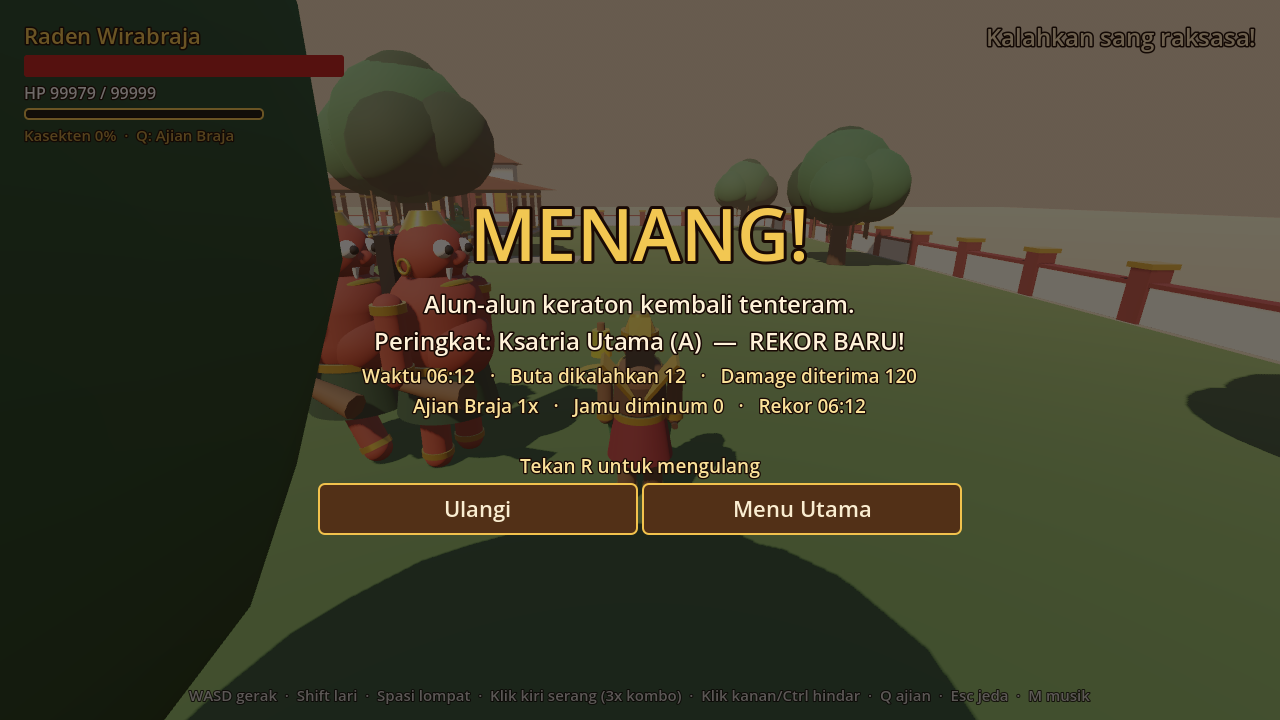 Raden Wirabraja
Kalahkan sang raksasa!
HP 99979 / 99999
Kasekten 0% · Q: Ajian Braja
MENANG!
Alun-alun keraton kembali tenteram.
Peringkat: Ksatria Utama (A) — REKOR BARU!
Waktu 06:12 · Buta dikalahkan 12 · Damage diterima 120
Ajian Braja 1x · Jamu diminum 0 · Rekor 06:12
Tekan R untuk mengulang
Ulangi
Menu Utama
WASD gerak · Shift lari · Spasi lompat · Klik kiri serang (3x kombo) · Klik kanan/Ctrl hindar · Q ajian · Esc jeda · M musik